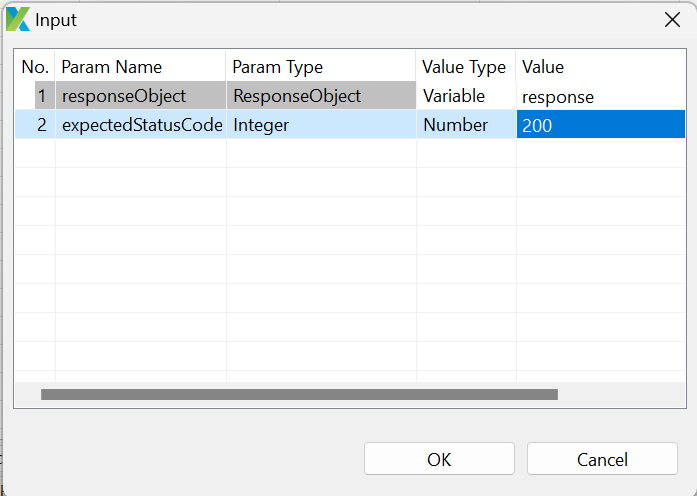 Input
No. Param Name Param Type Value Type Value
1 responseObject ResponseObject Variable response
2 expectedStatusCode Integer Number 200
OK Cancel